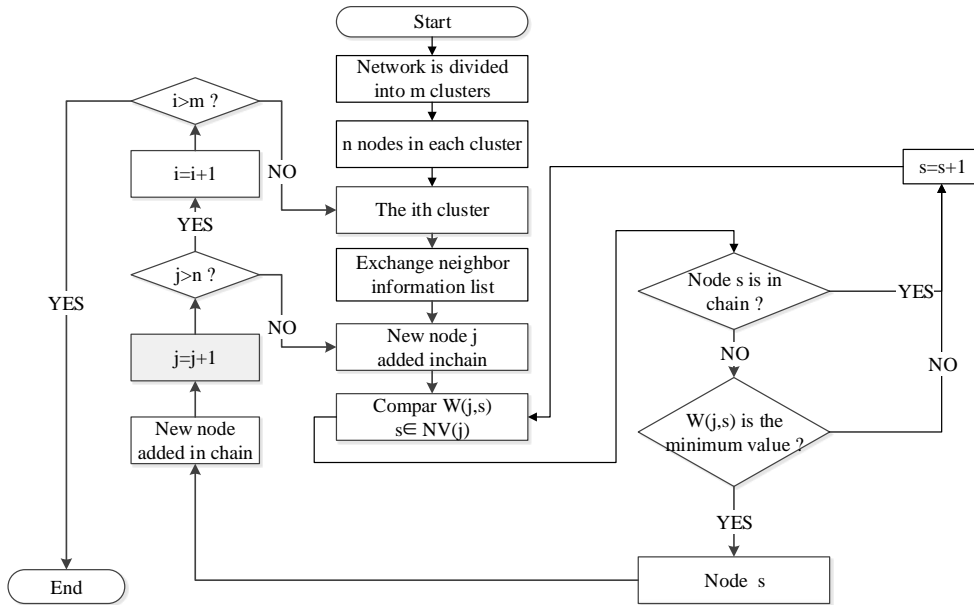 Start
Network is divided
into m clusters
n nodes in each cluster
The ith cluster
Exchange neighbor
information list
New node j
added inchain
Compar W(j,s)
s∈ NV(j)
s=s+1
Node s is in
chain ?
YES
NO
W(j,s) is the
minimum value ?
NO
YES
Node s
New node
added in chain
j=j+1
j>n ?
NO
YES
i=i+1
i>m ?
NO
YES
End